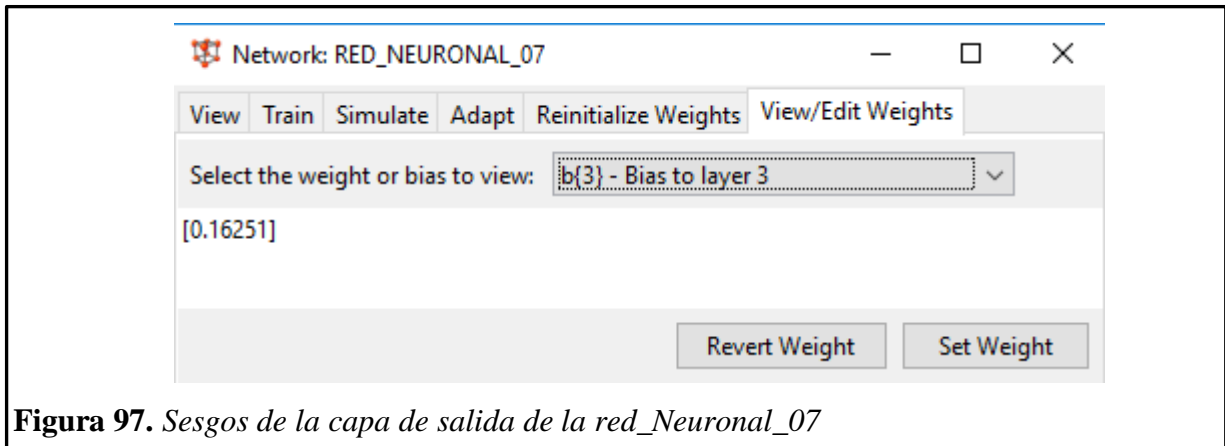 Network: RED_NEURONAL_07
View Train Simulate Adapt Reinitialize Weights View/Edit Weights
Select the weight or bias to view: b{3} - Bias to layer 3
[0.16251]
Revert Weight Set Weight
Figura 97. Sesgos de la capa de salida de la red_Neuronal_07